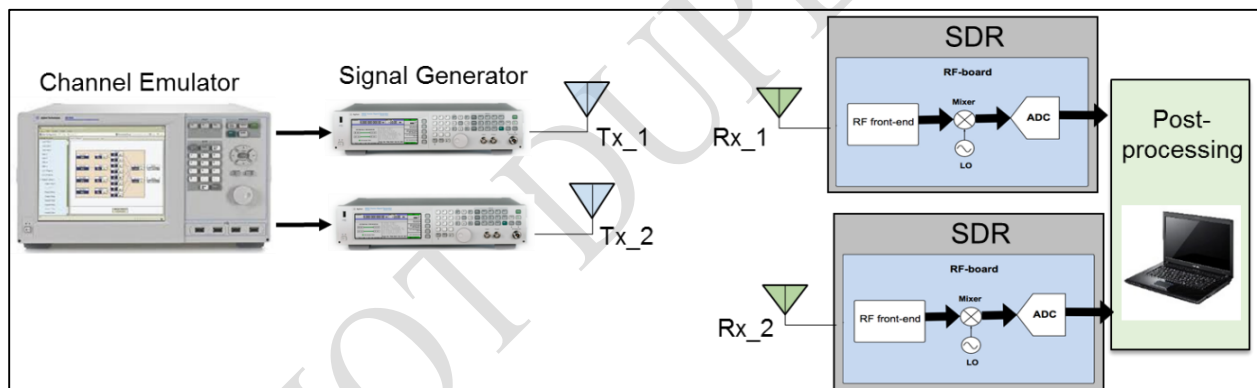 Channel Emulator
Signal Generator
Tx_1
Tx_2
Rx_1
SDR
RF-board
RF front-end
Mixer
LO
ADC
Rx_2
SDR
RF-board
RF front-end
Mixer
LO
ADC
Post-
processing